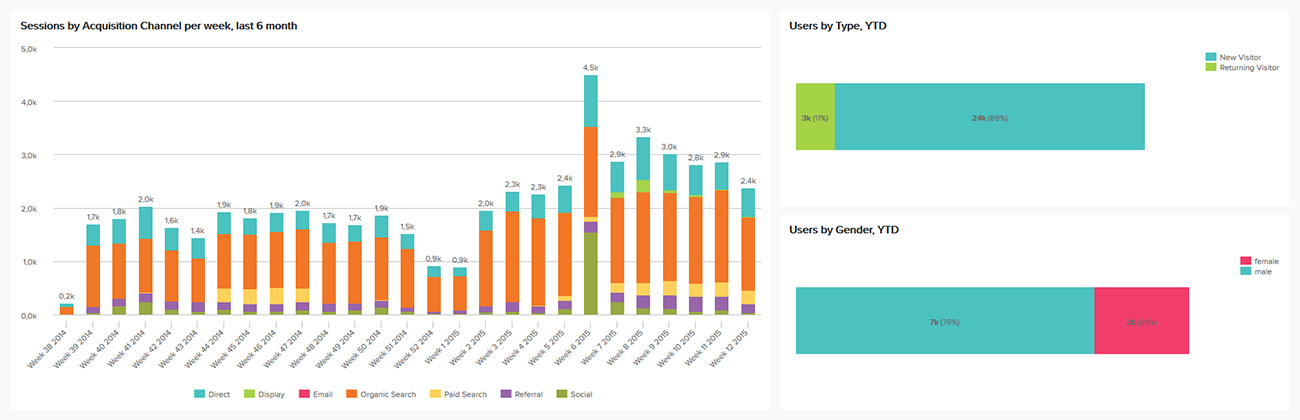 Sessions by Acquisition Channel per week, last 6 month
5,0k
4,0k
3,0k
2,0k
1,0k
0,0k
0,2k
1,7k
1,8k
2,0k
1,6k
1,4k
1,9k
1,8k
1,9k
2,0k
1,7k
1,7k
1,9k
1,5k
0,9k
0,9k
2,0k
2,3k
2,3k
2,4k
4,5k
2,9k
3,3k
3,0k
2,8k
2,9k
2,4k
Week 38 2014
Week 39 2014
Week 40 2014
Week 41 2014
Week 42 2014
Week 43 2014
Week 44 2014
Week 45 2014
Week 46 2014
Week 47 2014
Week 48 2014
Week 49 2014
Week 50 2014
Week 51 2014
Week 52 2014
Week 1 2015
Week 2 2015
Week 3 2015
Week 4 2015
Week 5 2015
Week 6 2015
Week 7 2015
Week 8 2015
Week 9 2015
Week 10 2015
Week 11 2015
Week 12 2015
Direct Display Email Organic Search Paid Search Referral Social
Users by Type, YTD
New Visitor
Returning Visitor
3k (11%)
24k (89%)
Users by Gender, YTD
female
male
7k (76%)
2k (24%)